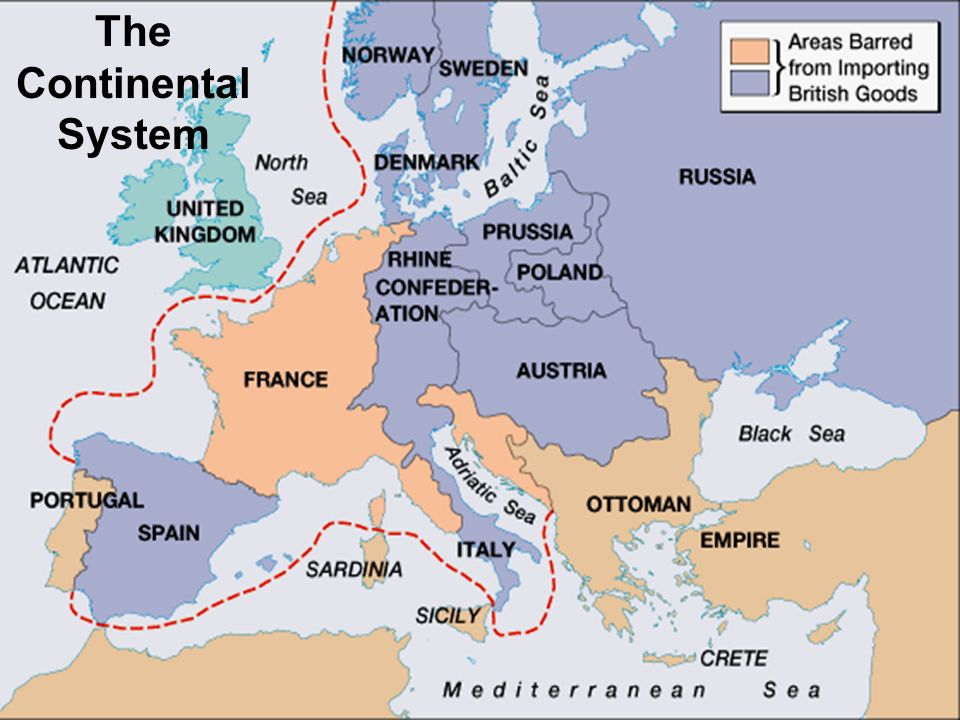 The
Continental
System
Areas Barred
from Importing
British Goods
NORWAY
SWEDEN
Baltic Sea
North
Sea
DENMARK
RUSSIA
UNITED
KINGDOM
PRUSSIA
RHINE
CONFEDER-
ATION
POLAND
ATLANTIC
OCEAN
FRANCE
AUSTRIA
Black Sea
Adriatic Sea
PORTUGAL
SPAIN
OTTOMAN
EMPIRE
ITALY
SARDINIA
SICILY
CRETE
Mediterranean Sea